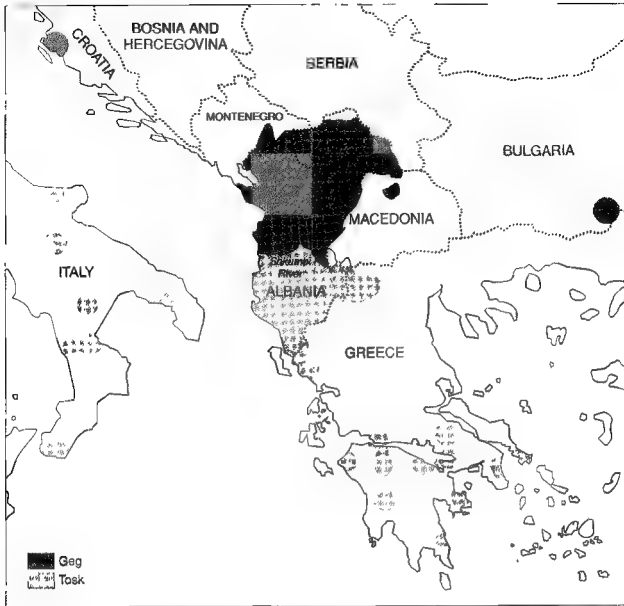 BOSNIA AND
HERCEGOVINA
CROATIA
SERBIA
MONTENEGRO
BULGARIA
MACEDONIA
ITALY
River
ALBANIA
GREECE
Geg
Tosk